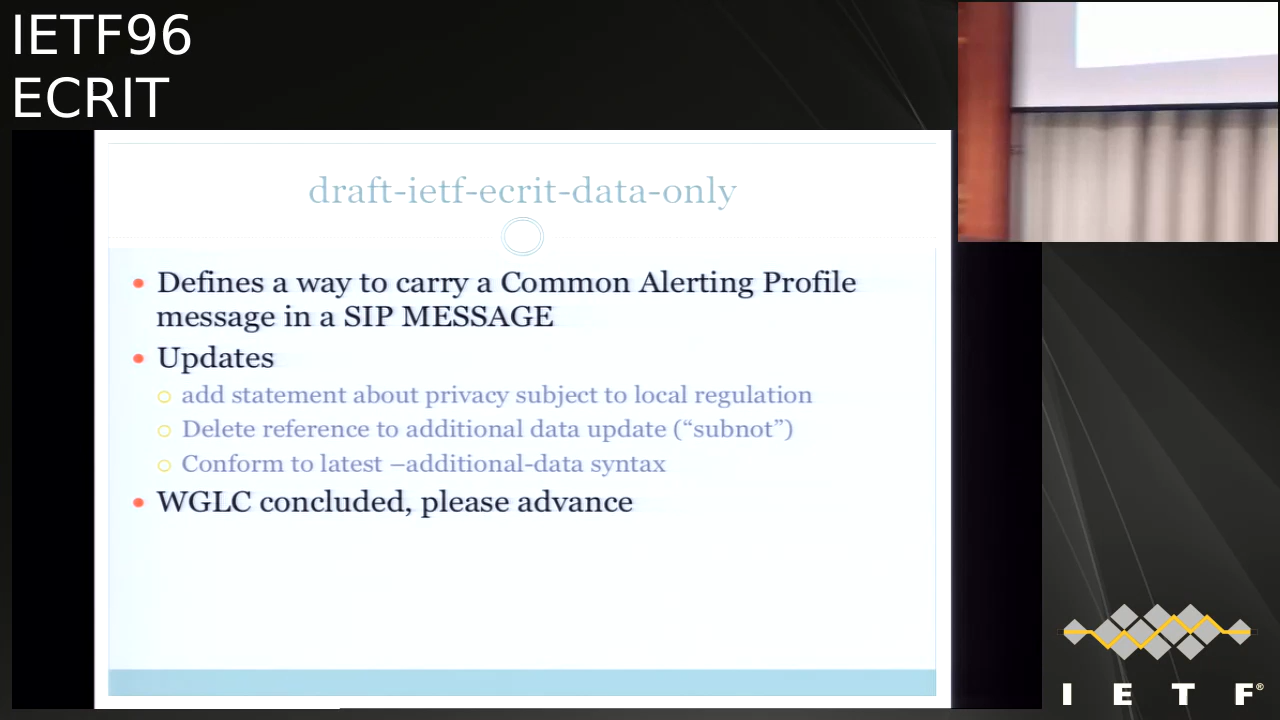 IETF96
ECRIT
draft-ietf-ecrit-data-only
• Defines a way to carry a Common Alerting Profile
message in a SIP MESSAGE
• Updates
○ add statement about privacy subject to local regulation
○ Delete reference to additional data update (“subnot”)
○ Conform to latest –additional-data syntax
• WGLC concluded, please advance
I E T F®